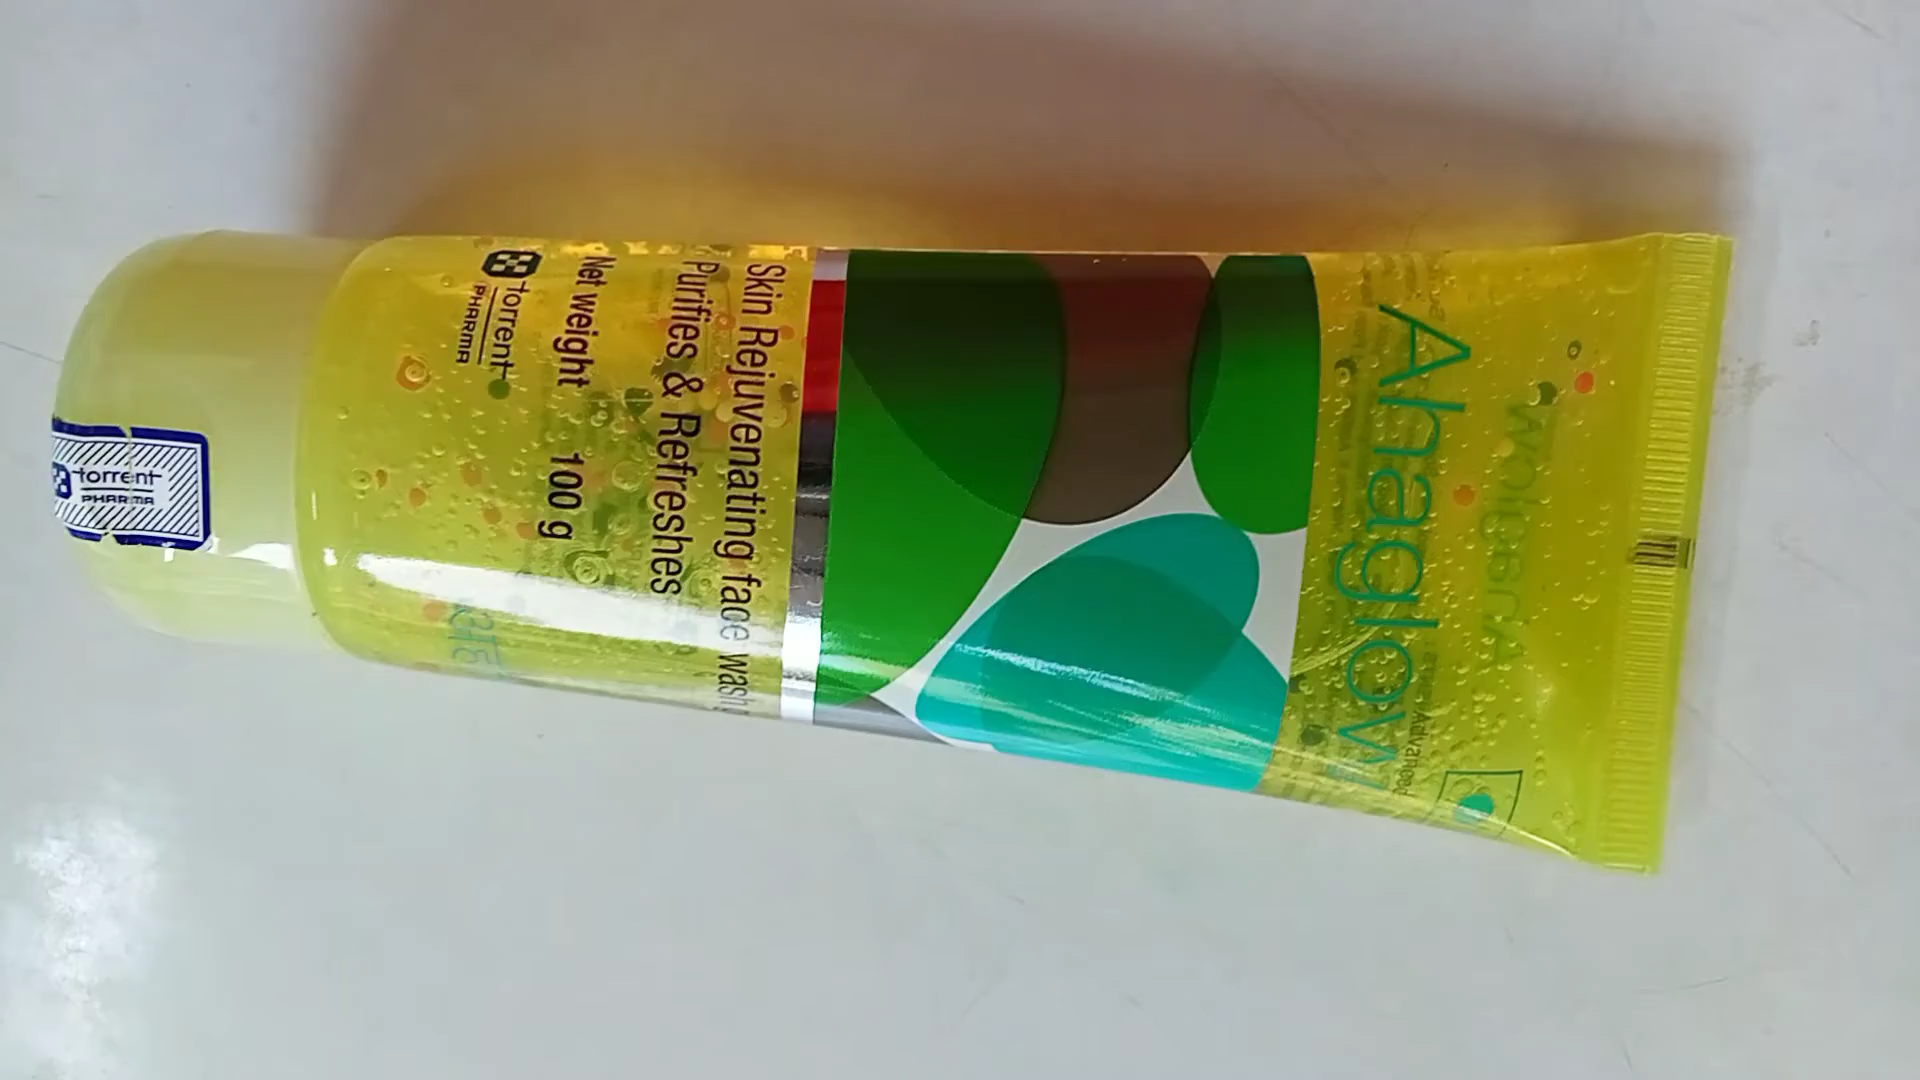 Advanced
Ahaglow
Skin Rejuvenating face wash
Purifies & Refreshes
Net weight 100 g
torrent
PHARMA
torrent
PHARMA